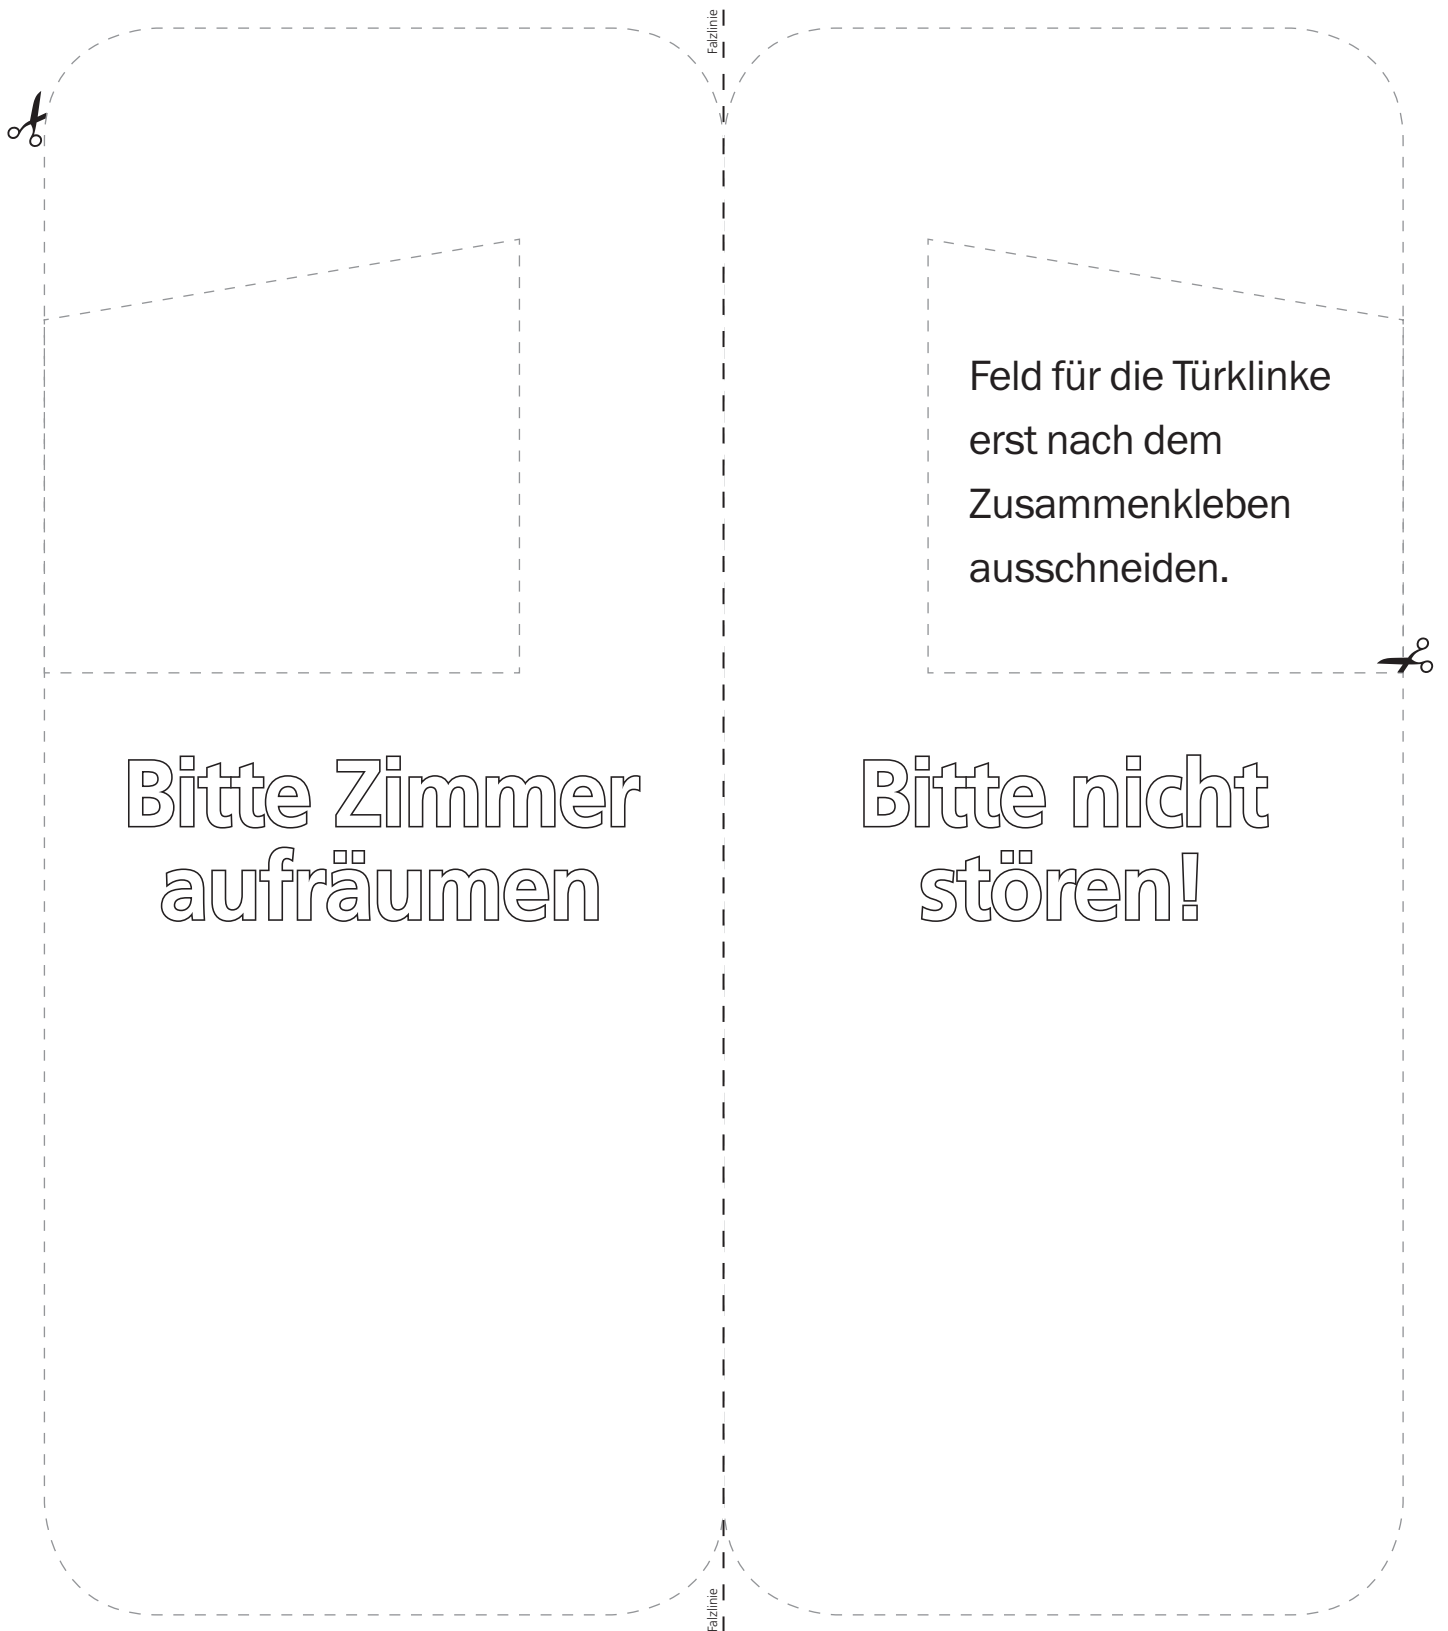 Falzlinie
Feld für die Türklinke
erst nach dem
Zusammenkleben
ausschneiden.
Bitte Zimmer
aufräumen
Bitte nicht
stören!
Falzlinie